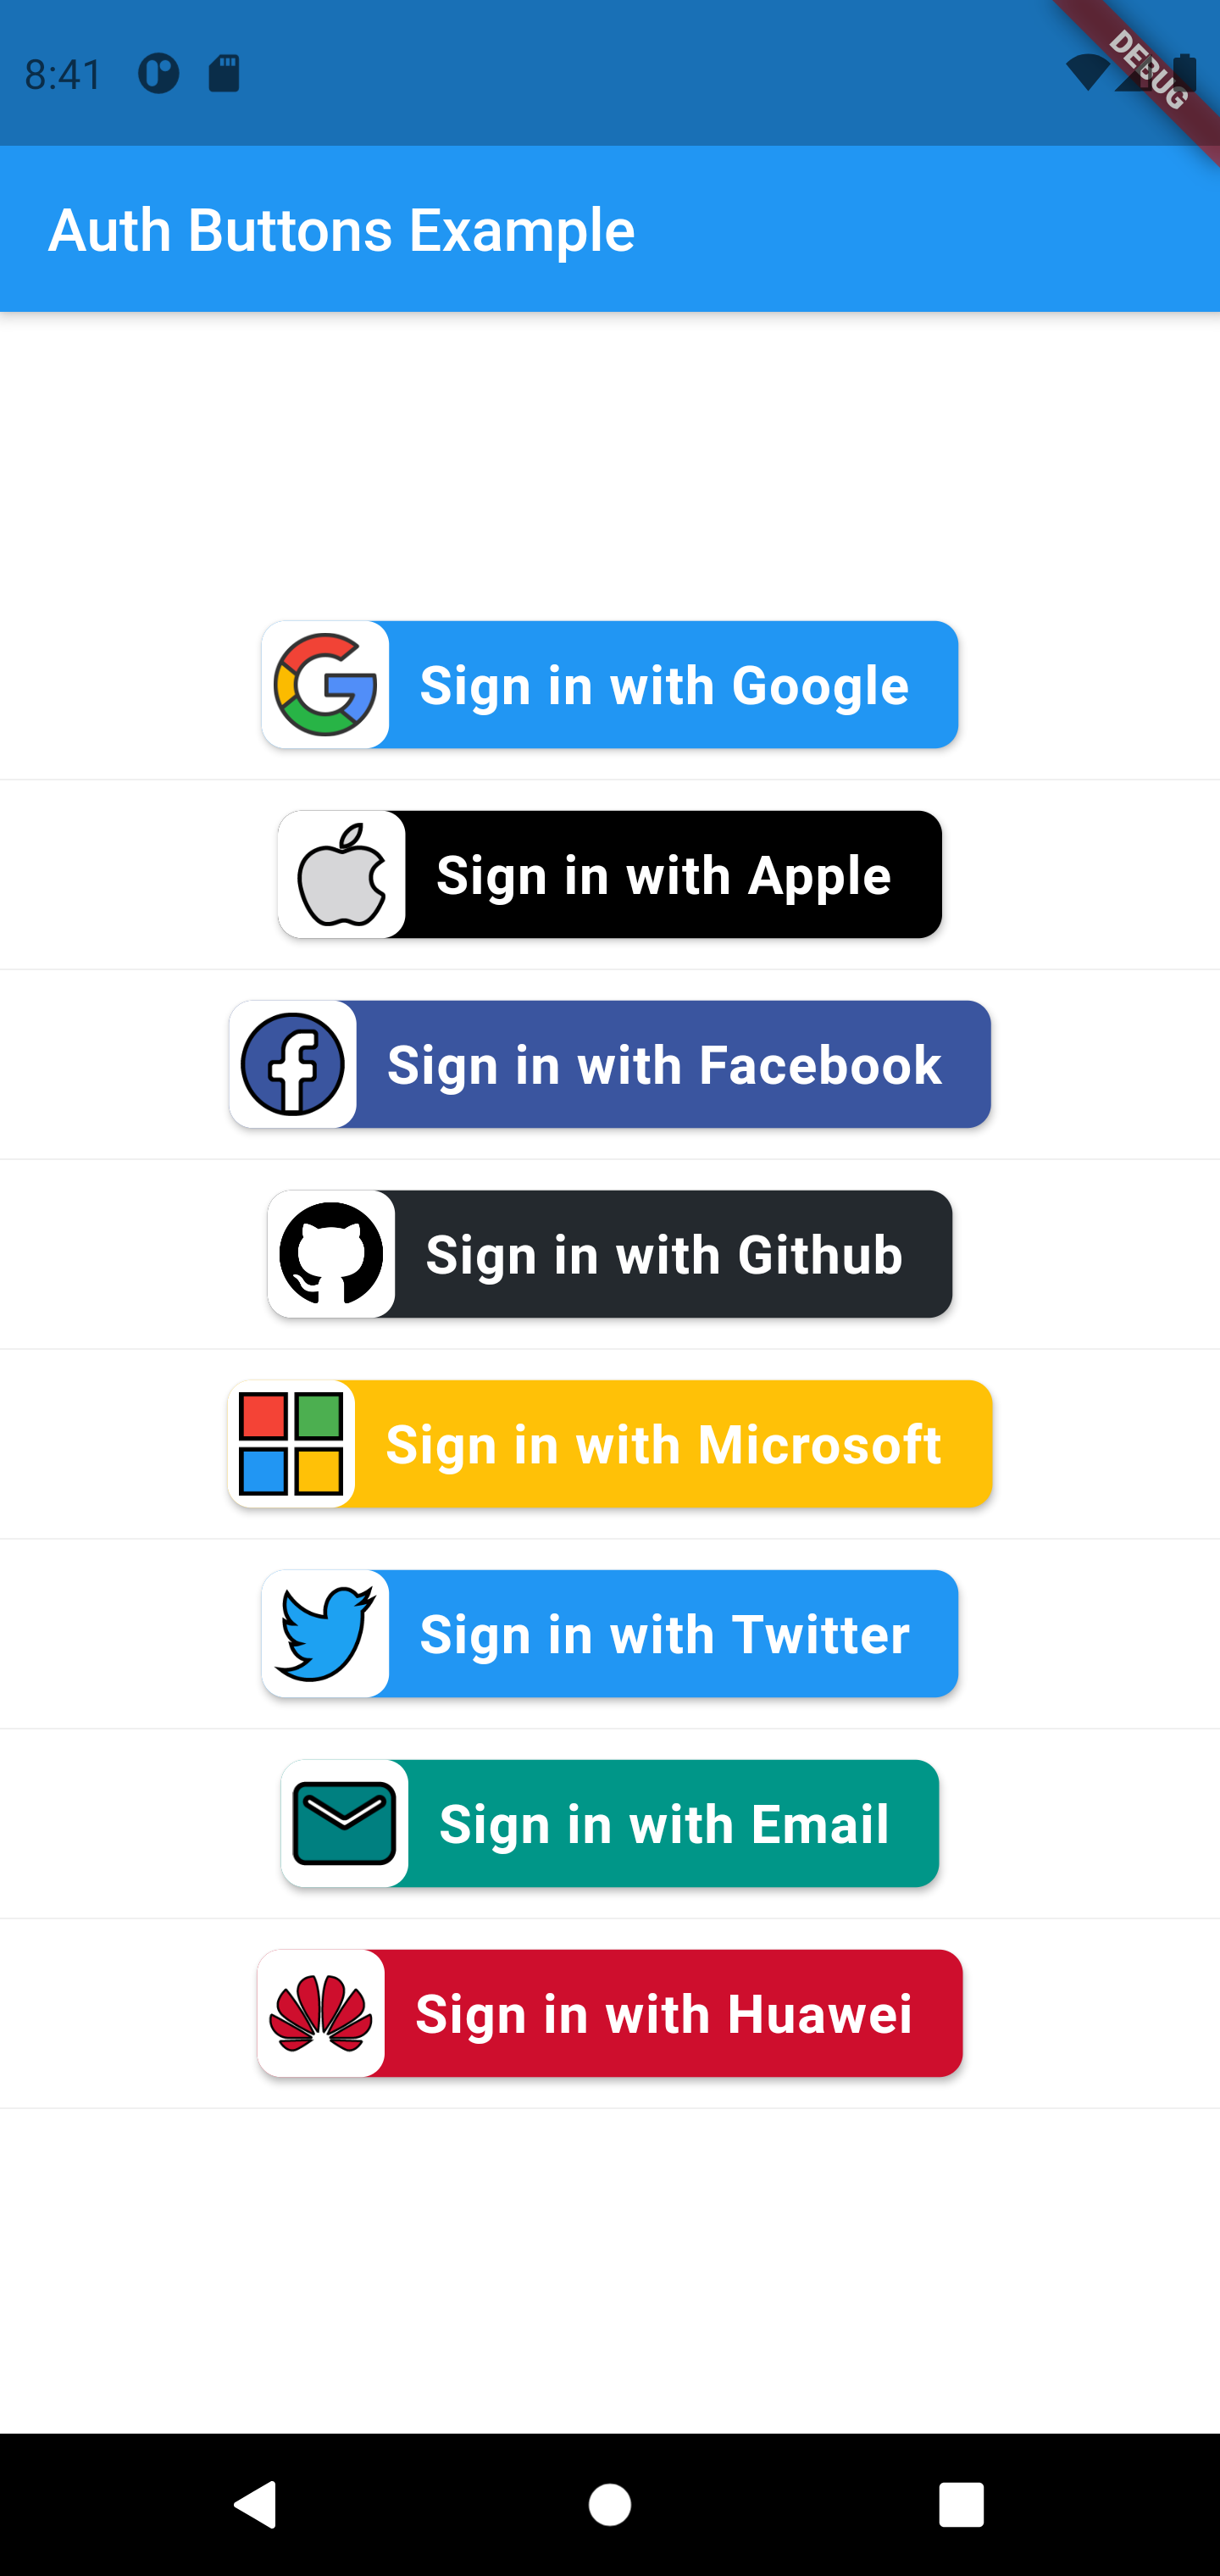 8:41
DEBUG
Auth Buttons Example
Sign in with Google
Sign in with Apple
Sign in with Facebook
Sign in with Github
Sign in with Microsoft
Sign in with Twitter
Sign in with Email
Sign in with Huawei